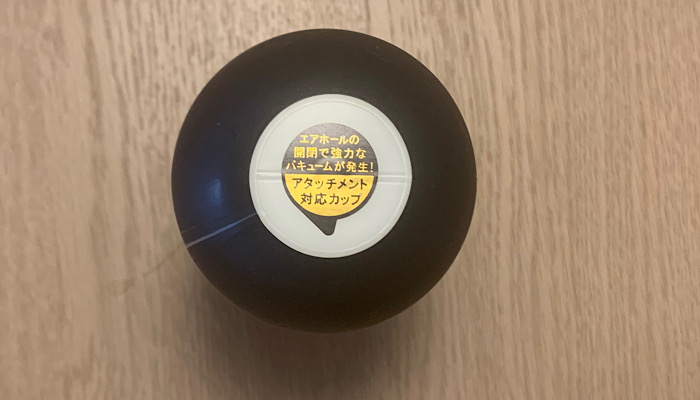 エアホールの
開閉で強力な
バキュームが発生!
アタッチメント
対応カップ